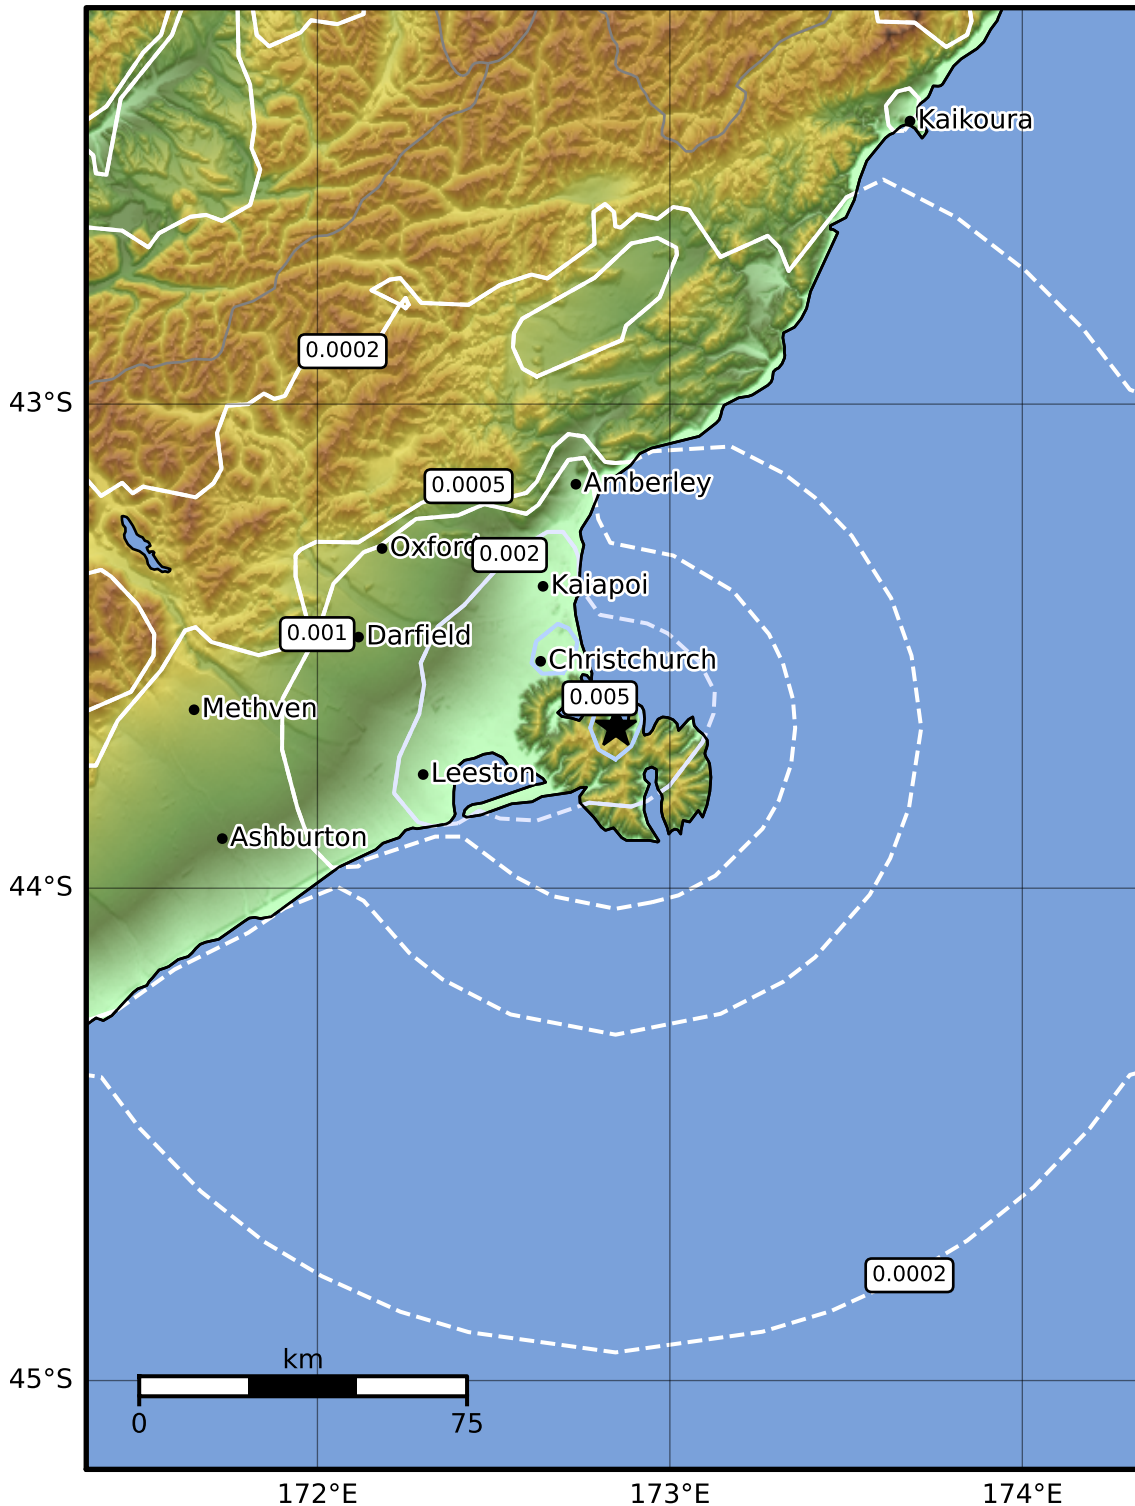 Kaikoura
0.0002
43°S
0.0005
Amberley
Oxford
0.002
Kaiapoi
0.001
Darfield
Christchurch
0.005
Methven
Leeston
Ashburton
44°S
0.0002
km
45°S
0
75
172°E
173°E
174°E